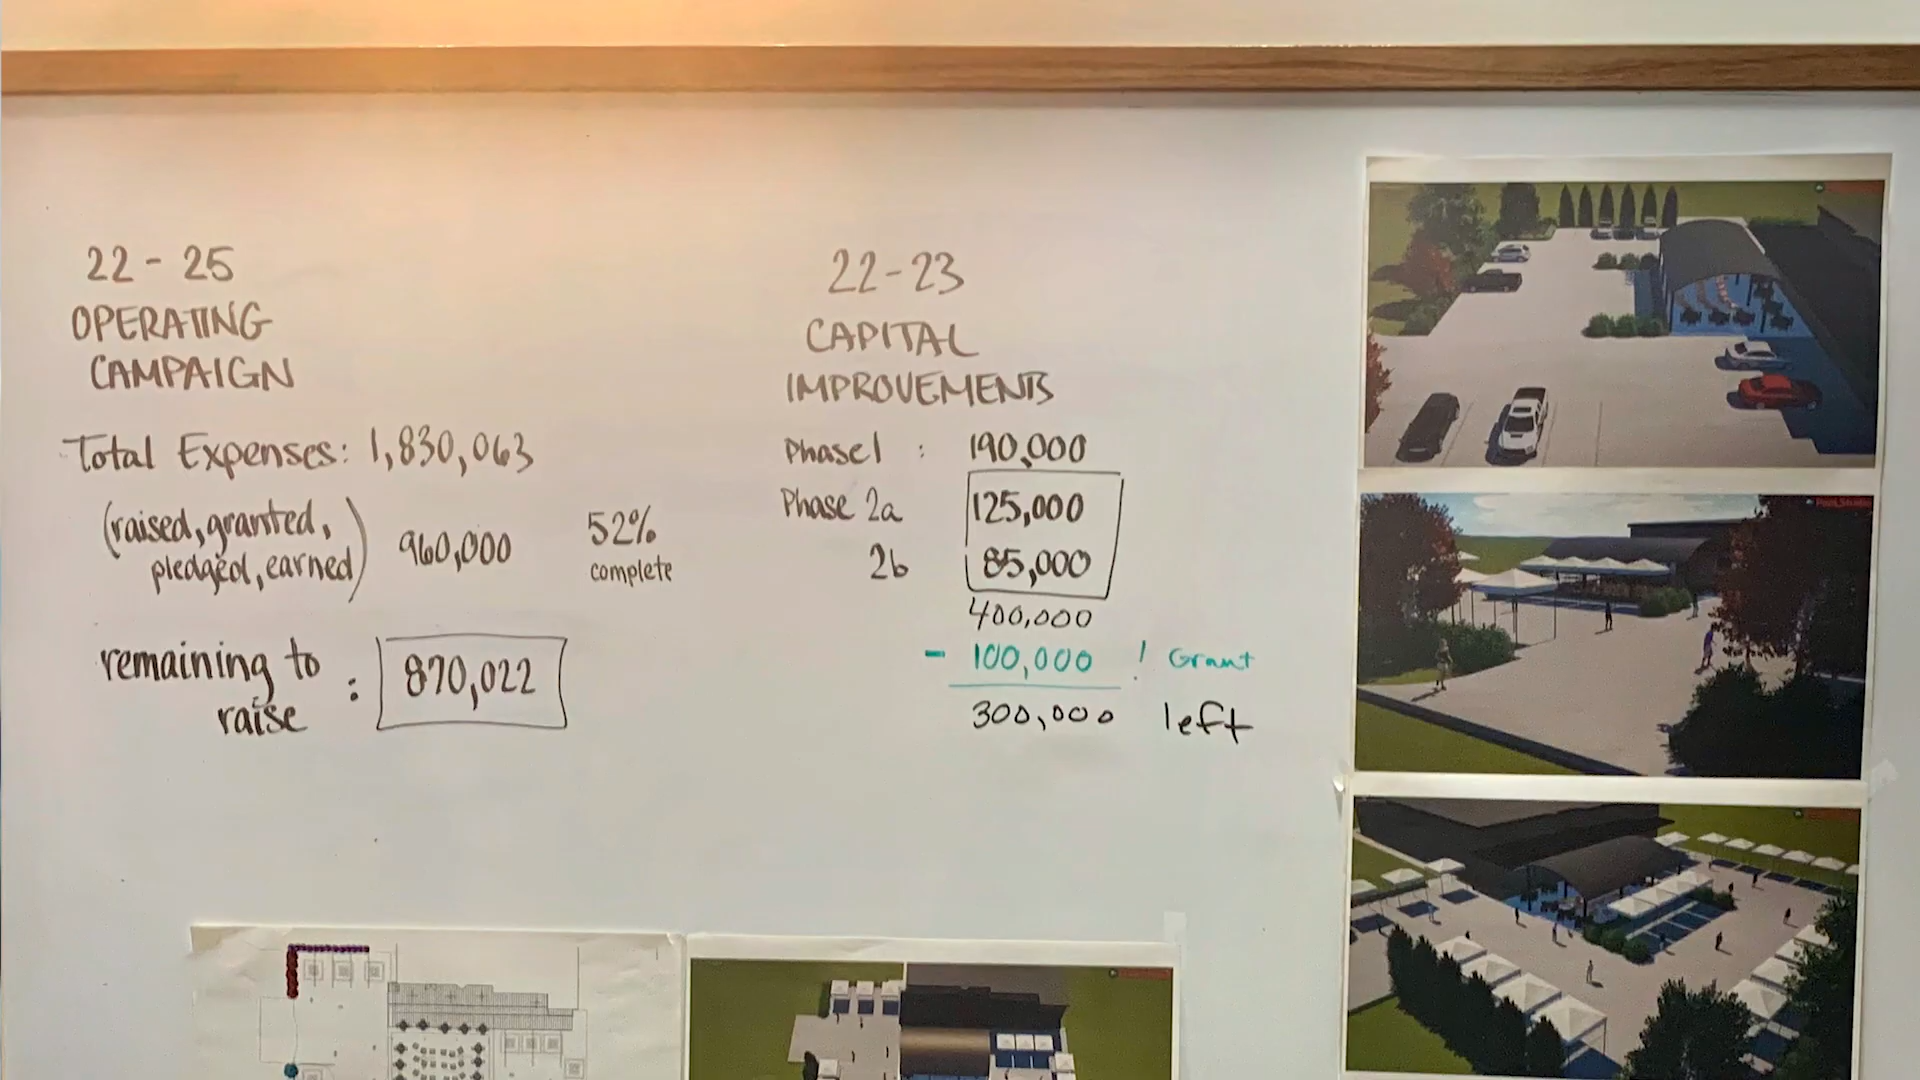 22-25
OPERATING
CAMPAIGN
Total Expenses: 1,830,063
(raised, granted,
pledged, earned) 960,000
52%
complete
remaining to
raise : 870,022
22-23
CAPITAL
IMPROVEMENTS
Phase 1 : 190,000
Phase 2a 125,000
2b 85,000
400,000
- 100,000 ! Grant
300,000 left